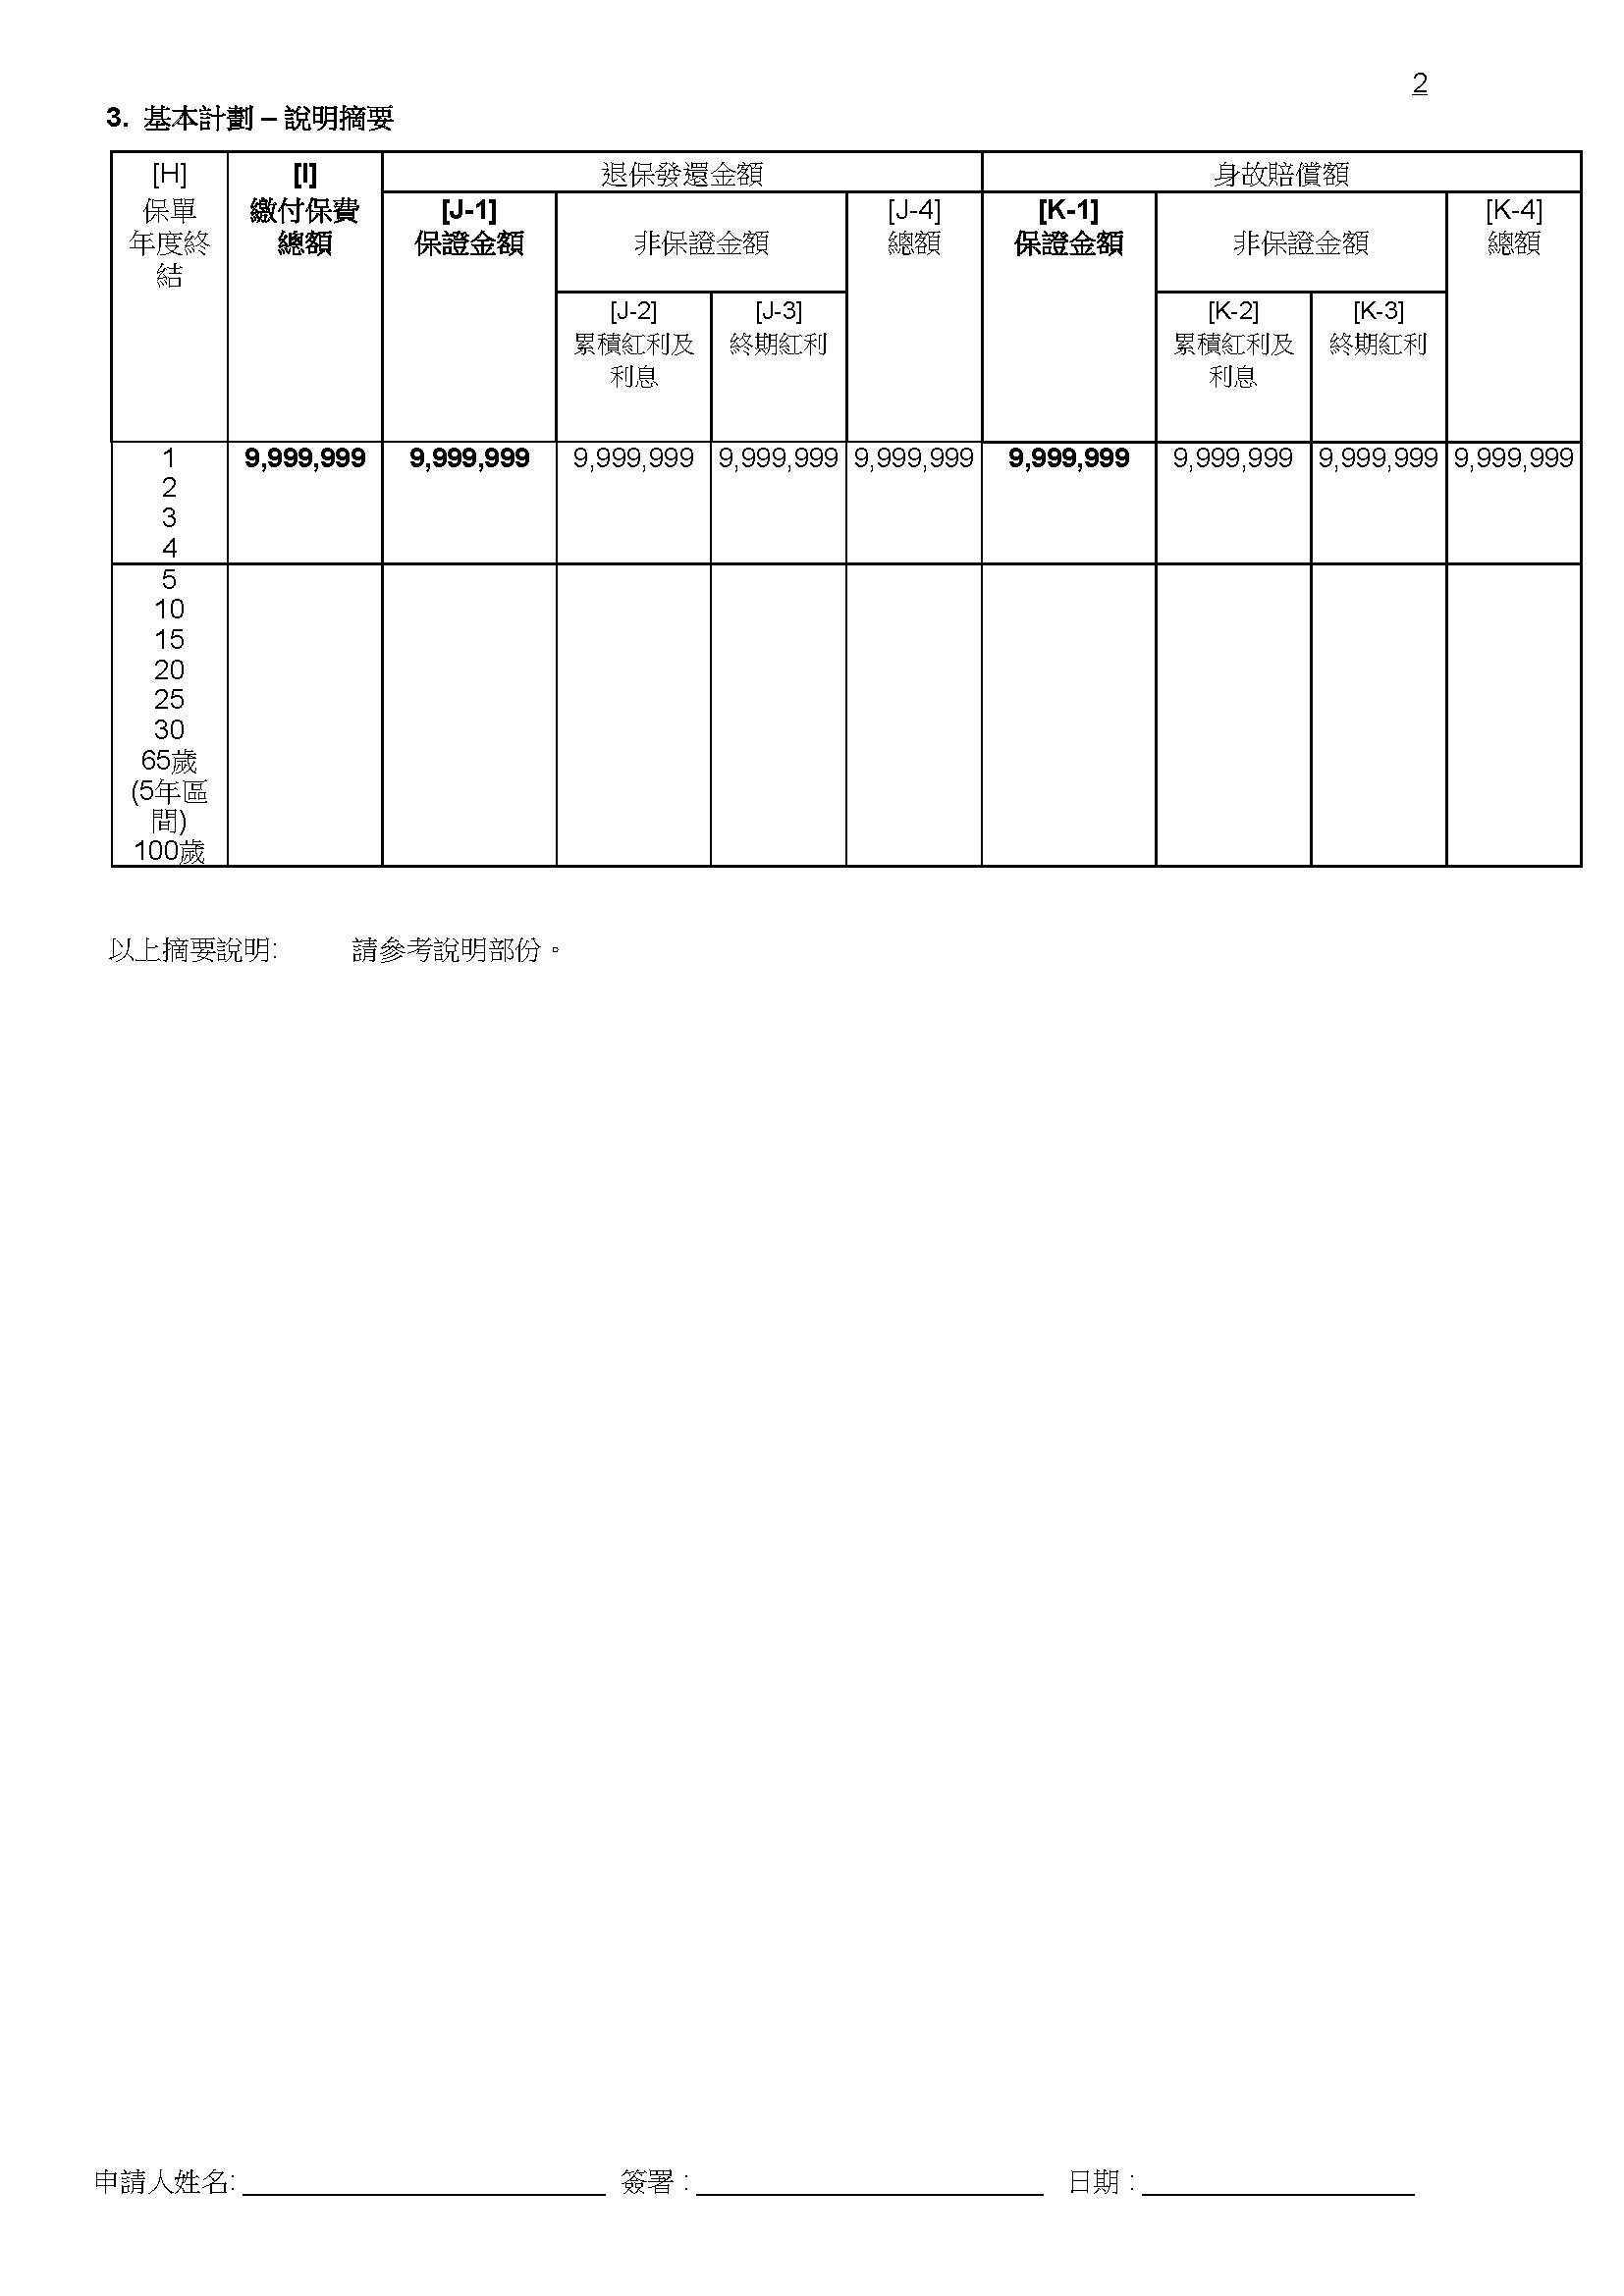 2
3. 基本計劃 – 說明摘要
[H]
保單
年度終
結
[I]
繳付保費
總額
退保發還金額
身故賠償額
[J-1]
保證金額
非保證金額
[J-4]
總額
[K-1]
保證金額
非保證金額
[K-4]
總額
[J-2]
累積紅利及
利息
[J-3]
終期紅利
[K-2]
累積紅利及
利息
[K-3]
終期紅利
1 9,999,999 9,999,999 9,999,999 9,999,999 9,999,999 9,999,999 9,999,999 9,999,999 9,999,999
2
3
4
5
10
15
20
25
30
65歲
(5年區
間)
100歲
以上摘要說明: 請參考說明部份。
申請人姓名: 簽署 : 日期 :